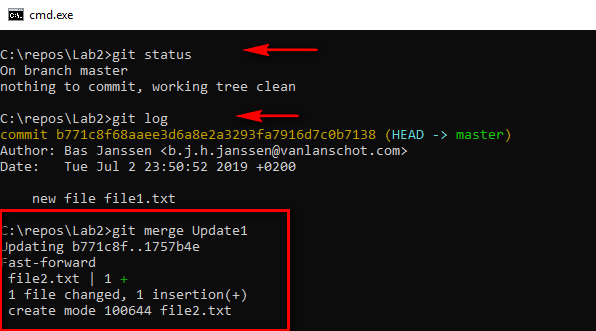 cmd.exe
C:\repos\Lab2>git status
On branch master
nothing to commit, working tree clean
C:\repos\Lab2>git log
commit b771c8f68aaee3d6a8e2a3293fa7916d7c0b7138 (HEAD -> master)
Author: Bas Janssen <b.j.h.janssen@vanlanschot.com>
Date:   Tue Jul 2 23:50:52 2019 +0200
new file file1.txt
C:\repos\Lab2>git merge Update1
Updating b771c8f..1757b4e
Fast-forward
file2.txt | 1 +
1 file changed, 1 insertion(+)
create mode 100644 file2.txt